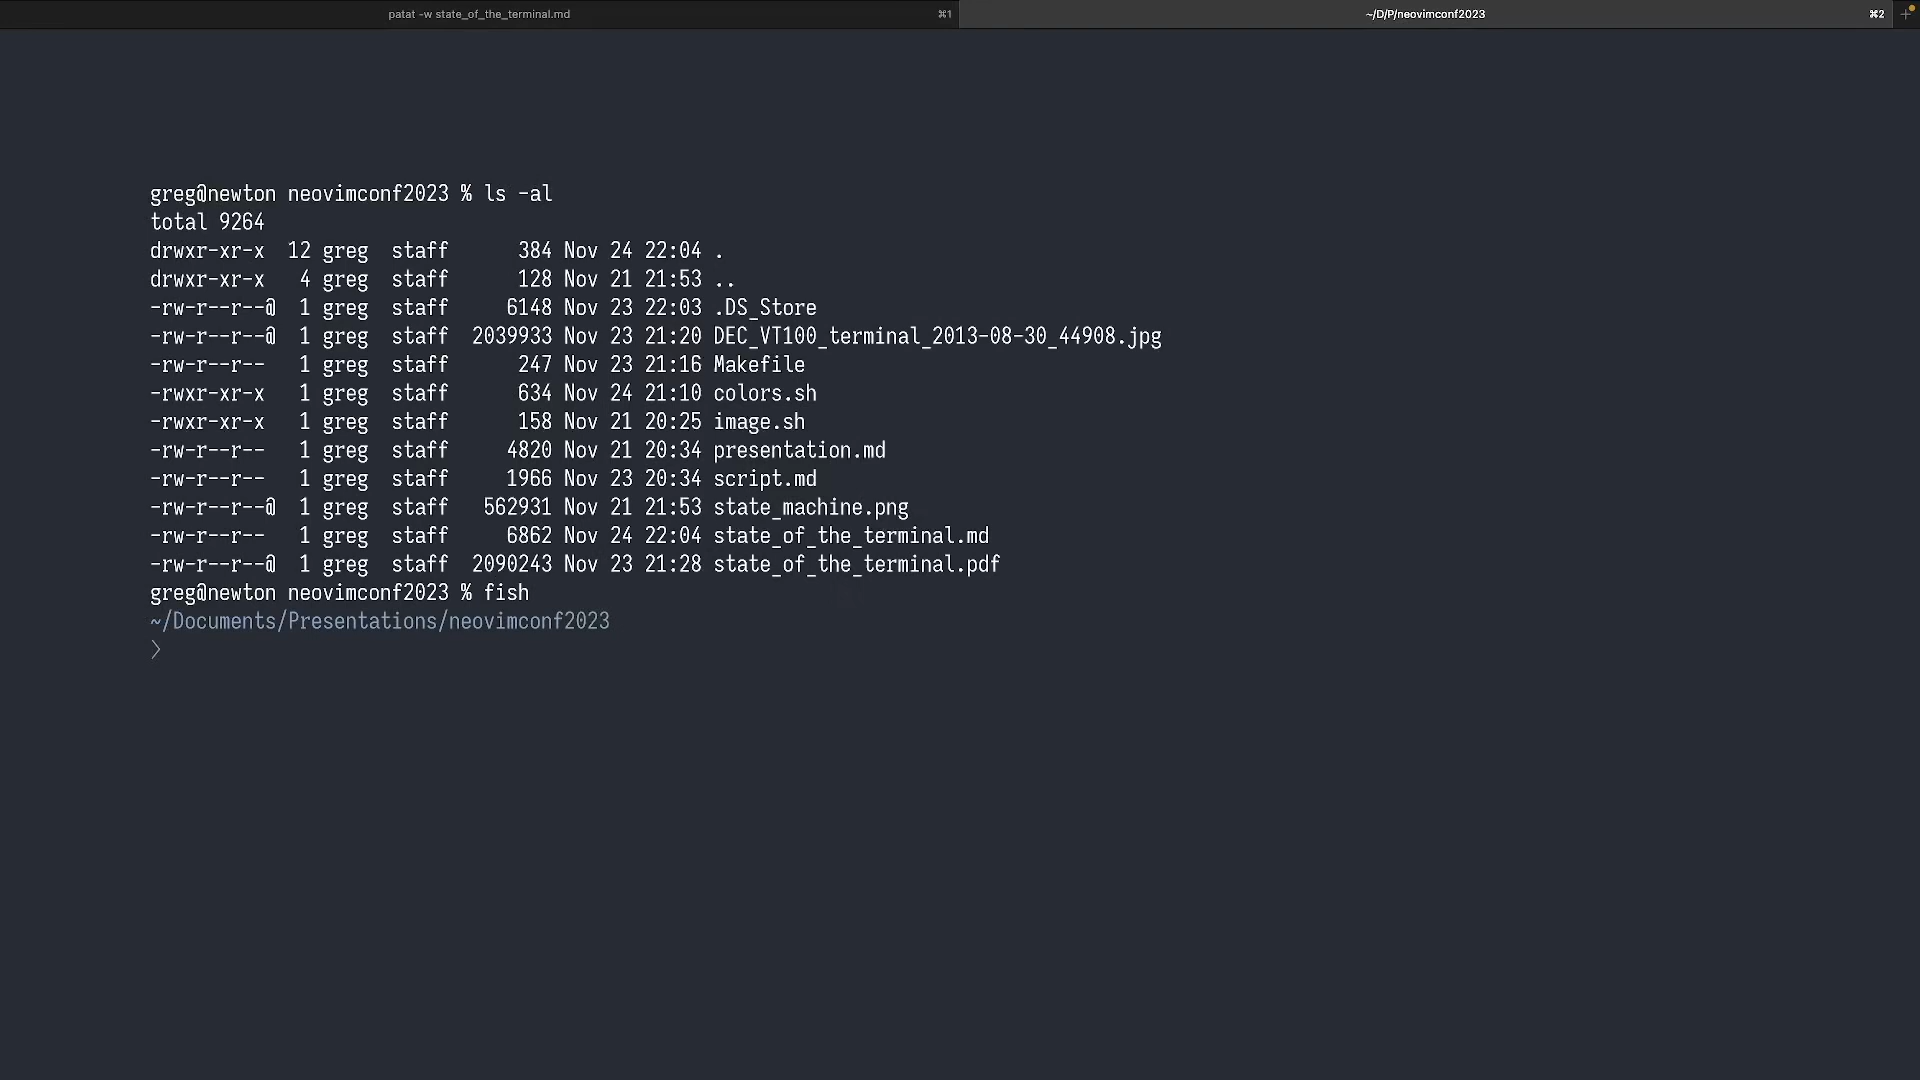 patat -w state_of_the_terminal.md ⌘1 ~/D/P/neovimconf2023 ⌘2 +
greg@newton neovimconf2023 % ls -al
total 9264
drwxr-xr-x  12 greg  staff      384 Nov 24 22:04 .
drwxr-xr-x   4 greg  staff      128 Nov 21 21:53 ..
-rw-r--r--@  1 greg  staff     6148 Nov 23 22:03 .DS_Store
-rw-r--r--@  1 greg  staff  2039933 Nov 23 21:20 DEC_VT100_terminal_2013-08-30_44908.jpg
-rw-r--r--   1 greg  staff      247 Nov 23 21:16 Makefile
-rwxr-xr-x   1 greg  staff      634 Nov 24 21:10 colors.sh
-rwxr-xr-x   1 greg  staff      158 Nov 21 20:25 image.sh
-rw-r--r--   1 greg  staff     4820 Nov 21 20:34 presentation.md
-rw-r--r--   1 greg  staff     1966 Nov 23 20:34 script.md
-rw-r--r--@  1 greg  staff   562931 Nov 21 21:53 state_machine.png
-rw-r--r--   1 greg  staff     6862 Nov 24 22:04 state_of_the_terminal.md
-rw-r--r--@  1 greg  staff  2090243 Nov 23 21:28 state_of_the_terminal.pdf
greg@newton neovimconf2023 % fish
~/Documents/Presentations/neovimconf2023
❯